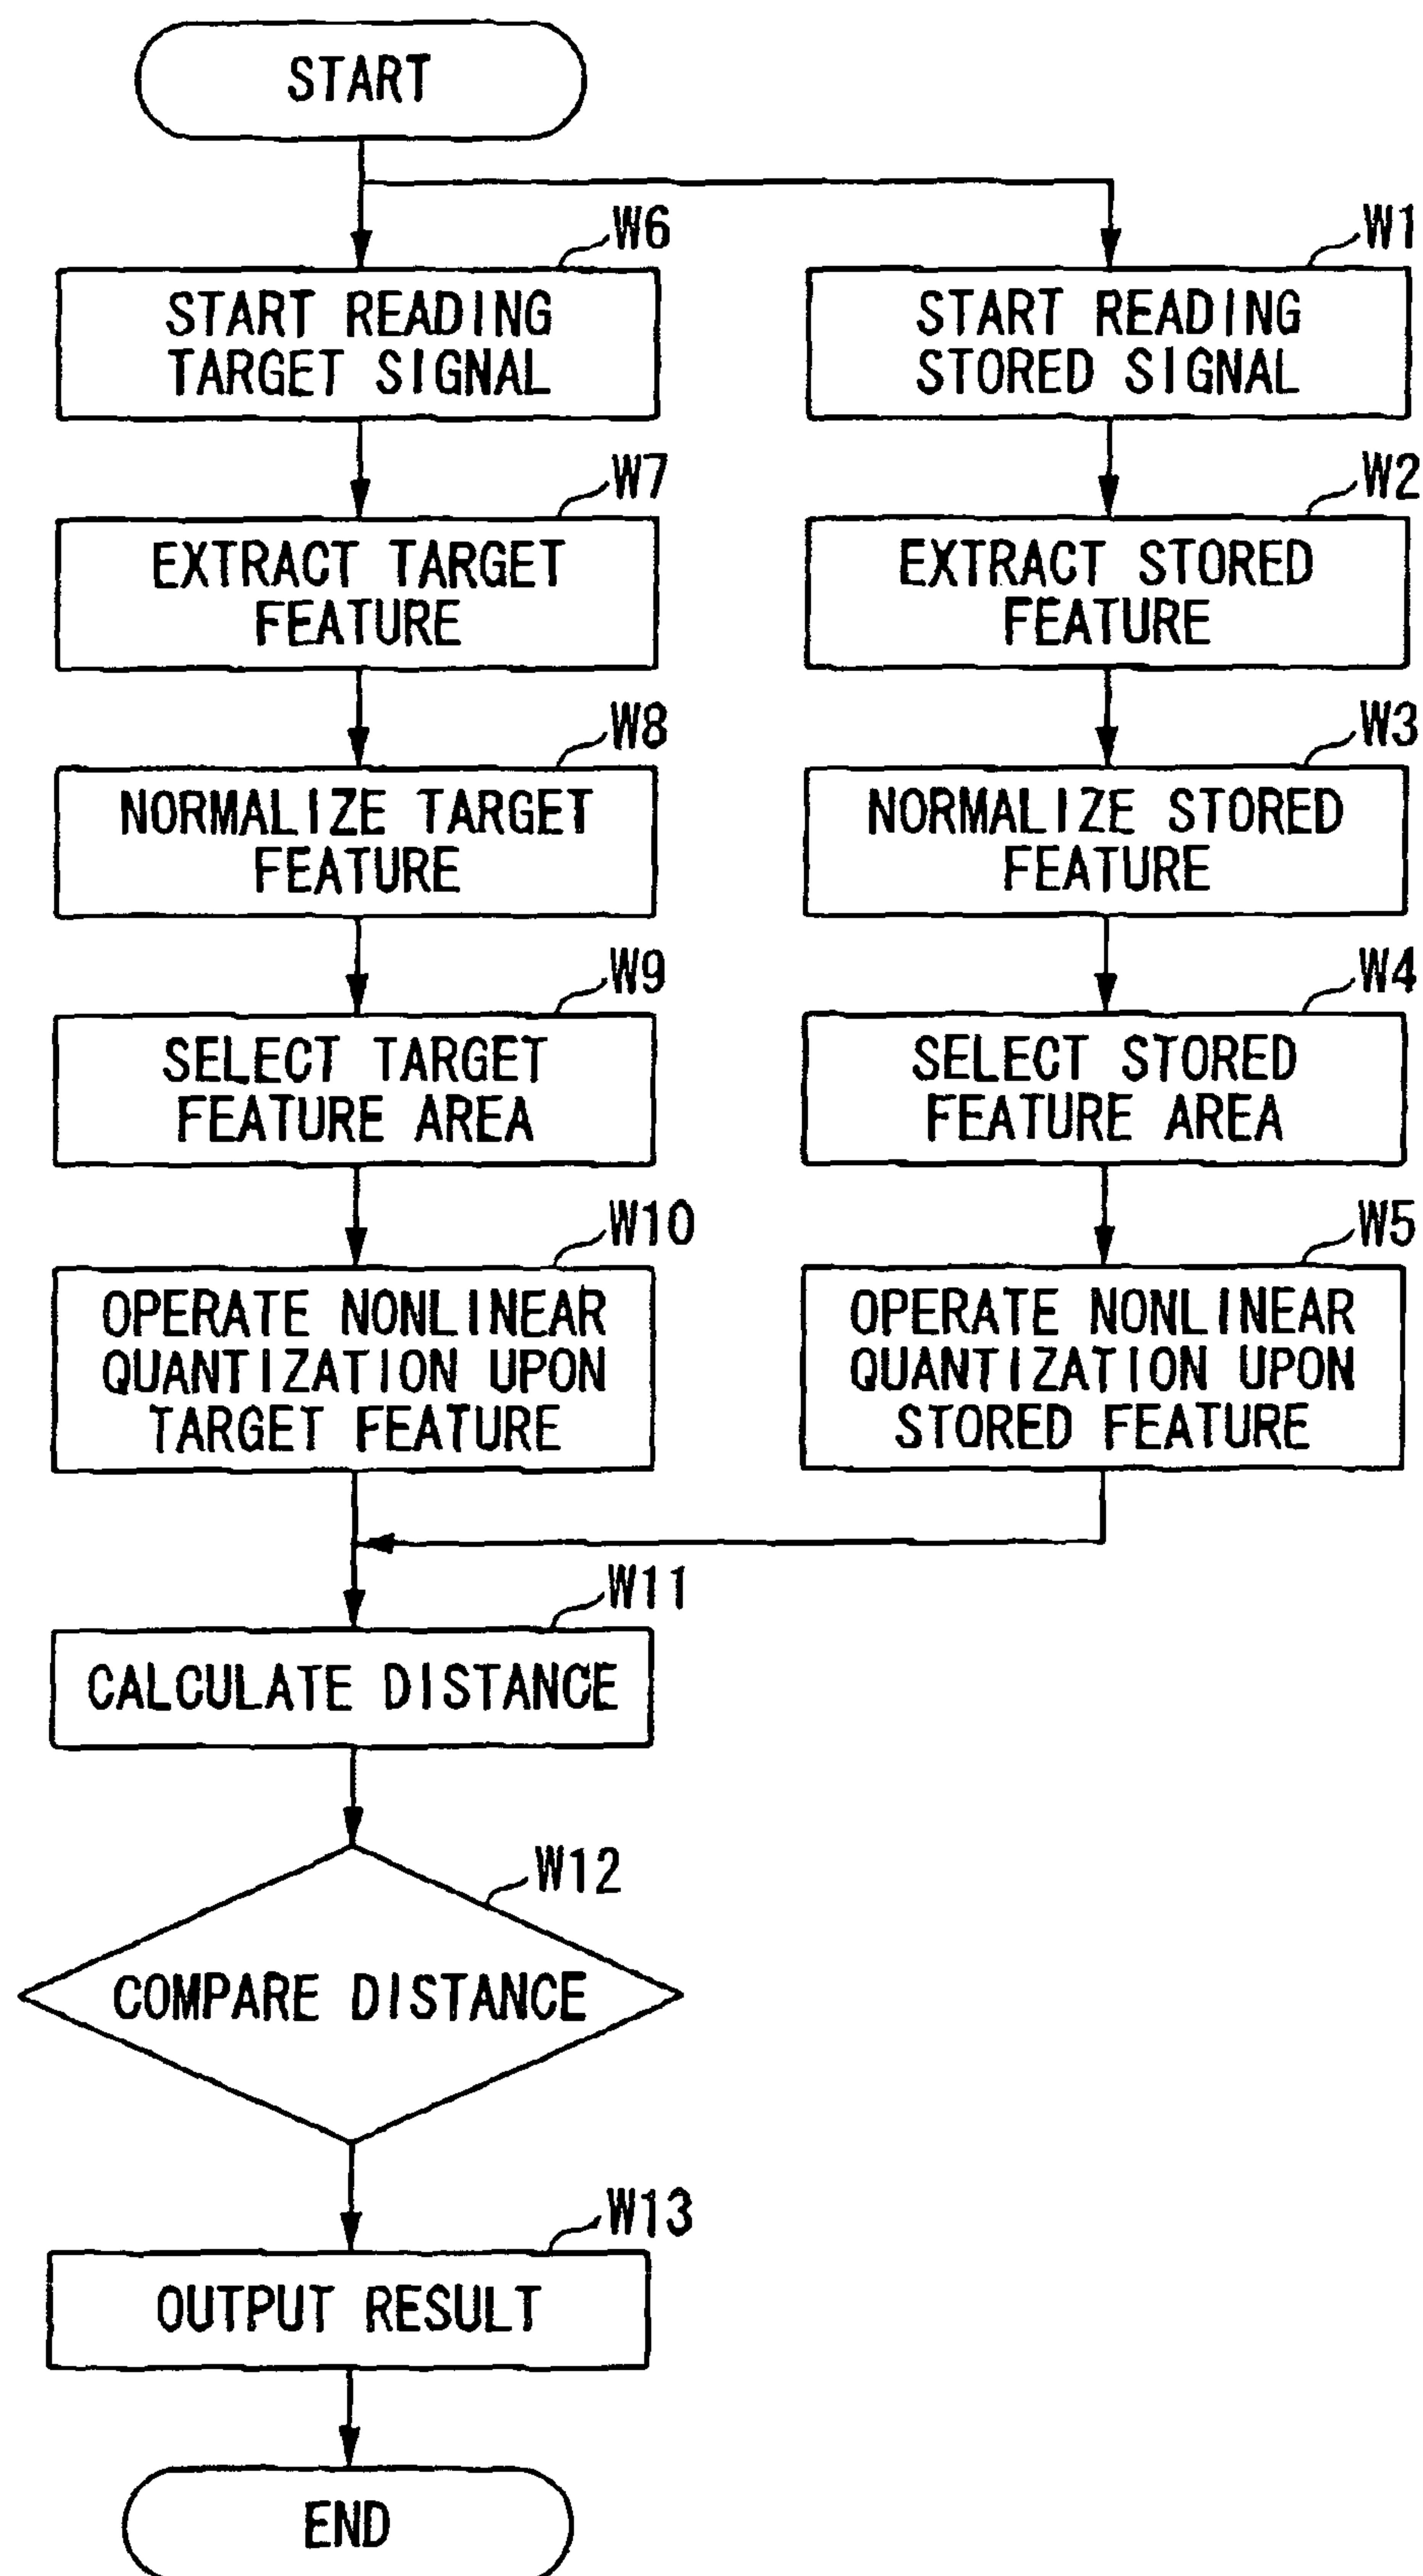 START
W6
START READING
TARGET SIGNAL
W1
START READING
STORED SIGNAL
W7
EXTRACT TARGET
FEATURE
W2
EXTRACT STORED
FEATURE
W8
NORMALIZE TARGET
FEATURE
W3
NORMALIZE STORED
FEATURE
W9
SELECT TARGET
FEATURE AREA
W4
SELECT STORED
FEATURE AREA
W10
OPERATE NONLINEAR
QUANTIZATION UPON
TARGET FEATURE
W5
OPERATE NONLINEAR
QUANTIZATION UPON
STORED FEATURE
W11
CALCULATE DISTANCE
W12
COMPARE DISTANCE
W13
OUTPUT RESULT
END